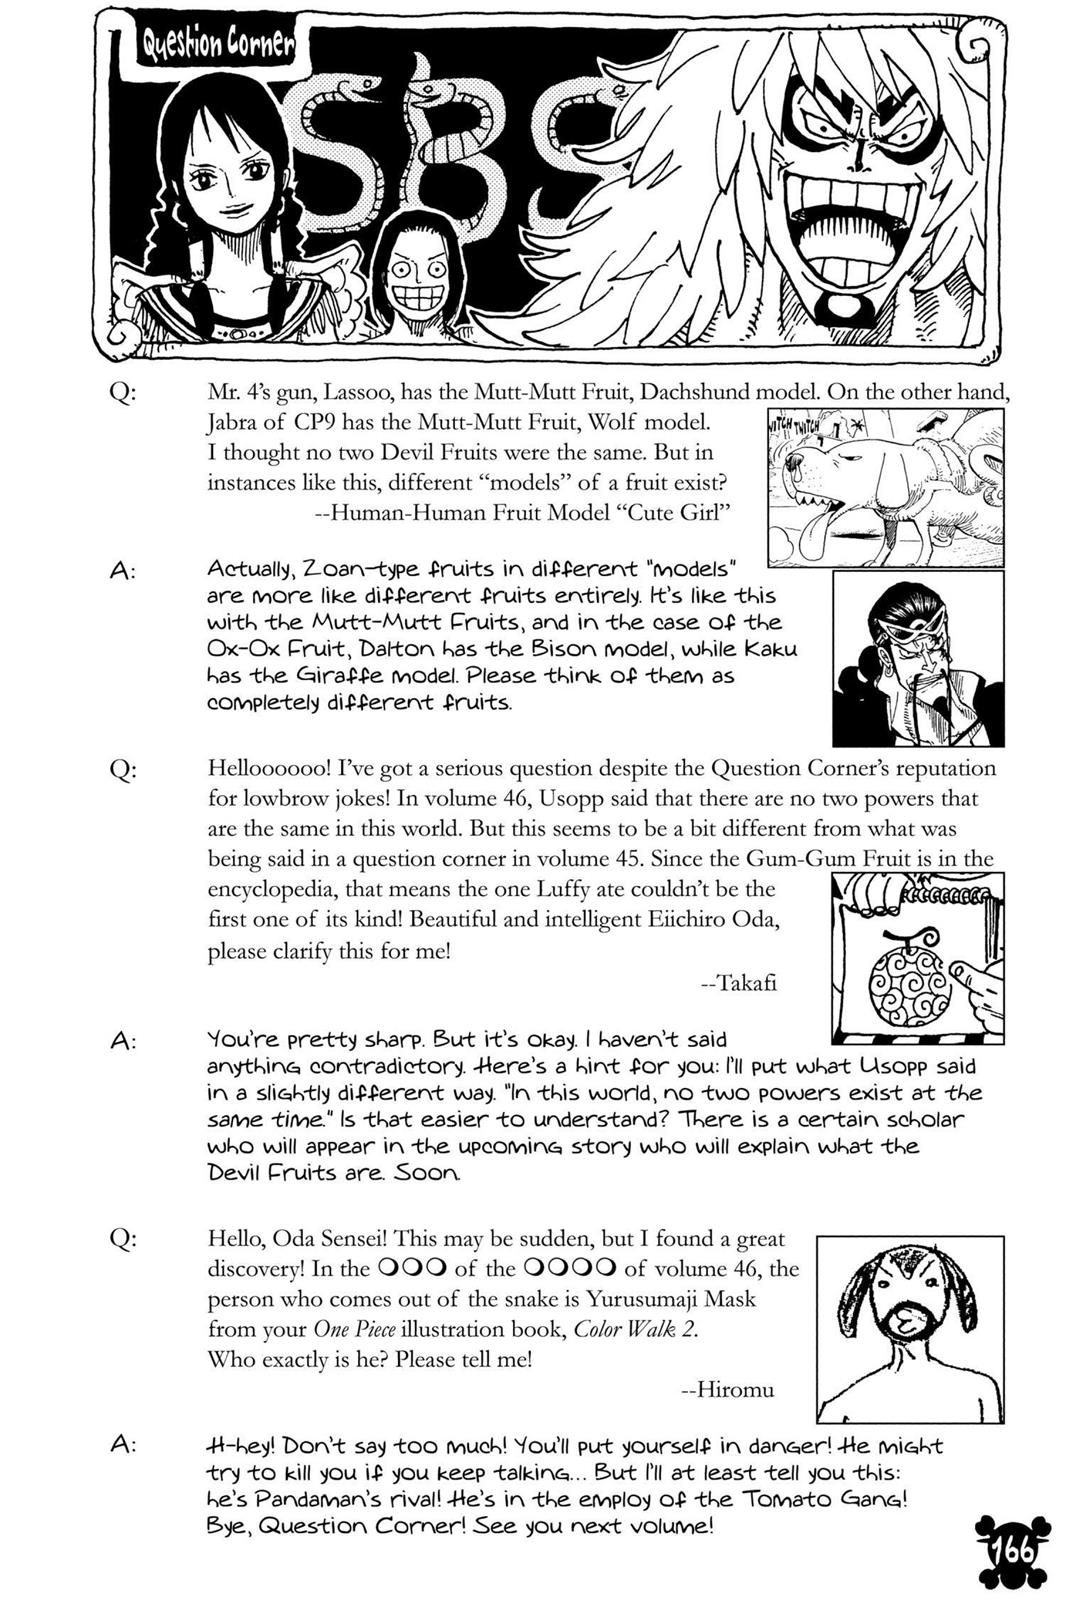 Question Corner
SBS
Q: Mr. 4's gun, Lassoo, has the Mutt-Mutt Fruit, Dachshund model. On the other hand,
Jabra of CP9 has the Mutt-Mutt Fruit, Wolf model.
I thought no two Devil Fruits were the same. But in
instances like this, different “models” of a fruit exist?
--Human-Human Fruit Model “Cute Girl”
TWITCH
A: Actually, Zoan-type fruits in different "models"
are more like different fruits entirely. It's like this
with the Mutt-Mutt Fruits, and in the case of the
Ox-Ox Fruit, Dalton has the Bison model, while Kaku
has the Giraffe model. Please think of them as
completely different fruits.
Q: Helloooooo! I've got a serious question despite the Question Corner's reputation
for lowbrow jokes! In volume 46, Usopp said that there are no two powers that
are the same in this world. But this seems to be a bit different from what was
being said in a question corner in volume 45. Since the Gum-Gum Fruit is in the
encyclopedia, that means the one Luffy ate couldn't be the
first one of its kind! Beautiful and intelligent Eiichiro Oda,
please clarify this for me!
--Takafi
A: You're pretty sharp. But it's okay. I haven't said
anything contradictory. Here's a hint for you: I'll put what Usopp said
in a slightly different way. "In this world, no two powers exist at the
same time." Is that easier to understand? There is a certain scholar
who will appear in the upcoming story who will explain what the
Devil Fruits are. Soon.
Q: Hello, Oda Sensei! This may be sudden, but I found a great
discovery! In the ○○○ of the ○○○○ of volume 46, the
person who comes out of the snake is Yurusumaji Mask
from your One Piece illustration book, Color Walk 2.
Who exactly is he? Please tell me!
--Hiromu
A: H-hey! Don't say too much! You'll put yourself in danger! He might
try to kill you if you keep talking... But I'll at least tell you this:
he's Pandaman's rival! He's in the employ of the Tomato Gang!
Bye, Question Corner! See you next volume!
166